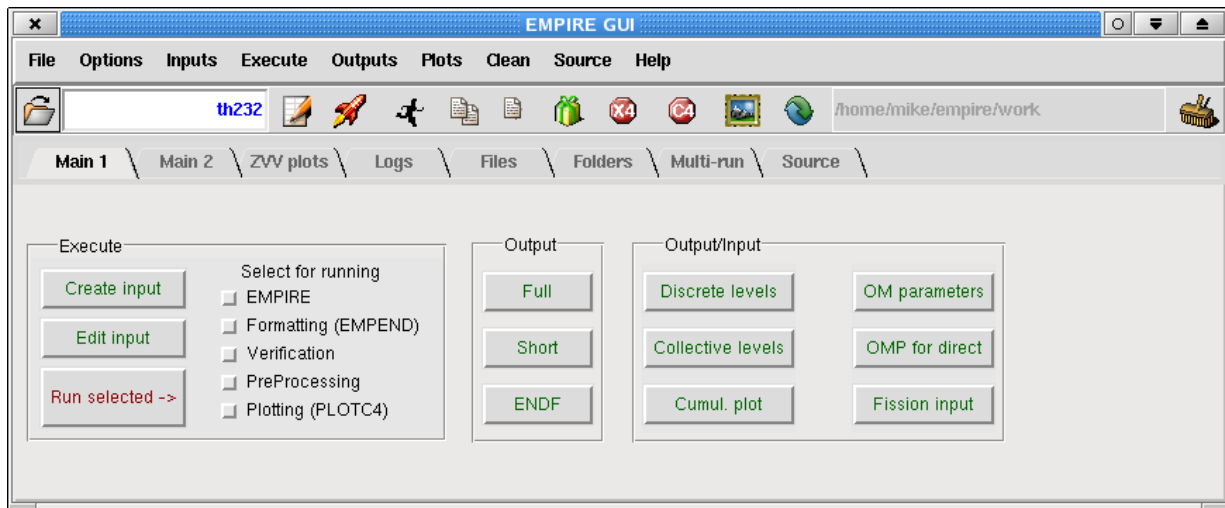 EMPIRE GUI
File Options Inputs Execute Outputs Plots Clean Source Help
th232 X4 C4 /home/mike/empire/work
Main 1 Main 2 ZVV plots Logs Files Folders Multi-run Source
Execute
Create input
Edit input
Run selected ->
Select for running
EMPIRE
Formatting (EMPEND)
Verification
PreProcessing
Plotting (PLOTC4)
Output
Full
Short
ENDF
Output/Input
Discrete levels OM parameters
Collective levels OMP for direct
Cumul. plot Fission input